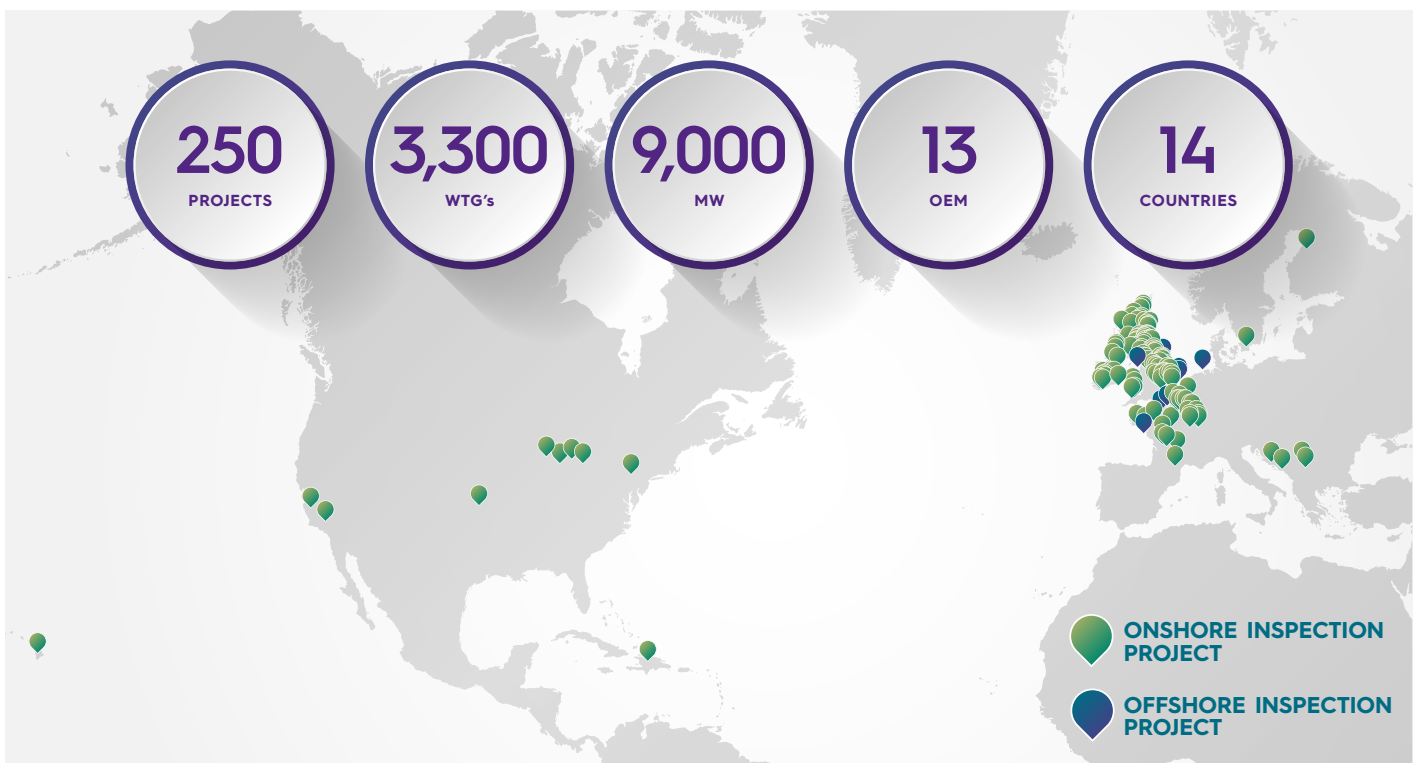 250
PROJECTS
3,300
WTG's
9,000
MW
13
OEM
14
COUNTRIES
ONSHORE INSPECTION
PROJECT
OFFSHORE INSPECTION
PROJECT